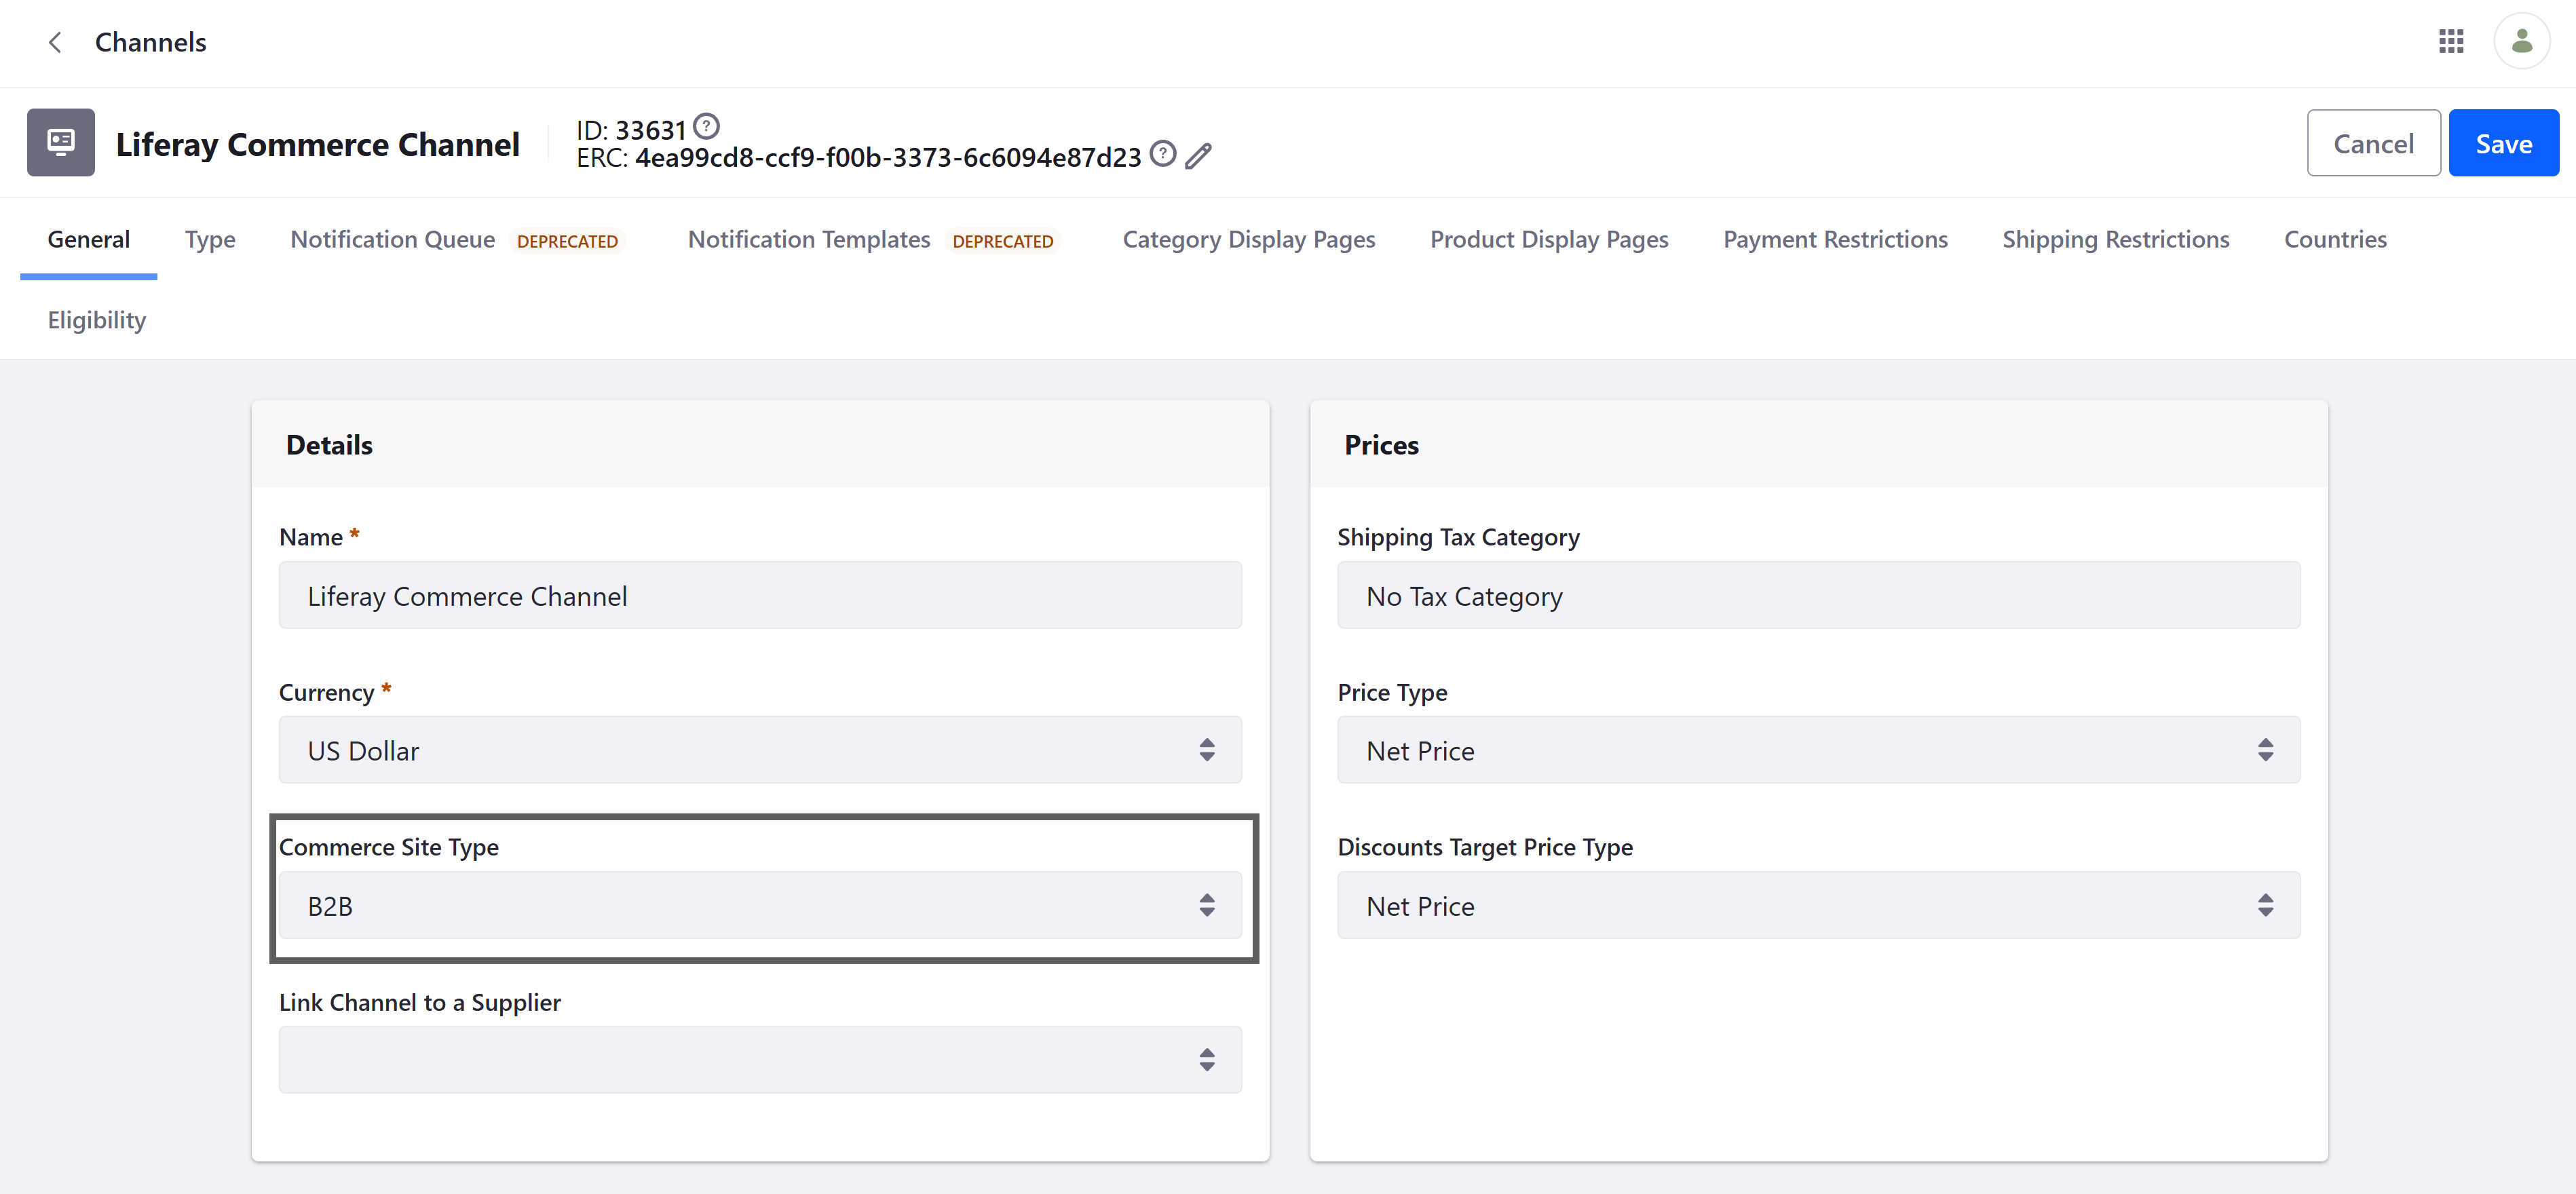 Channels
Liferay Commerce Channel
ID: 33631
ERC: 4ea99cd8-ccf9-f00b-3373-6c6094e87d23
Cancel
Save
General
Type
Notification Queue DEPRECATED
Notification Templates DEPRECATED
Category Display Pages
Product Display Pages
Payment Restrictions
Shipping Restrictions
Countries
Eligibility
Details
Name *
Liferay Commerce Channel
Currency *
US Dollar
Commerce Site Type
B2B
Link Channel to a Supplier
Prices
Shipping Tax Category
No Tax Category
Price Type
Net Price
Discounts Target Price Type
Net Price